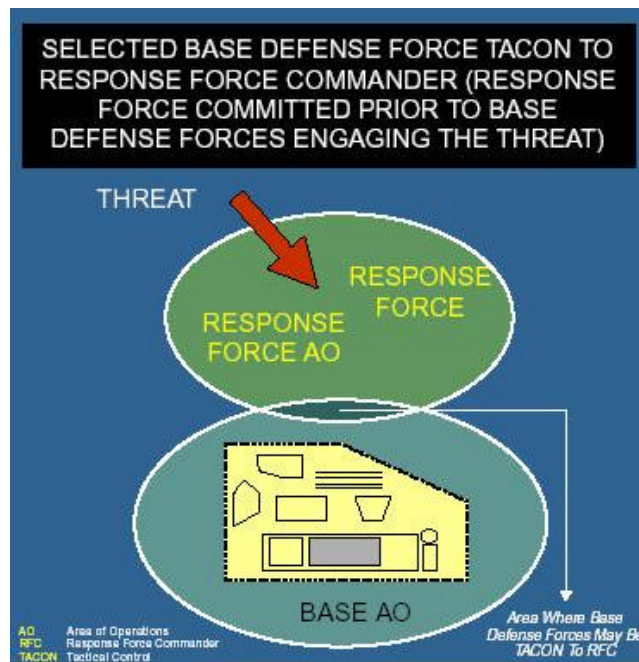 SELECTED BASE DEFENSE FORCE TACON TO
RESPONSE FORCE COMMANDER (RESPONSE
FORCE COMMITTED PRIOR TO BASE
DEFENSE FORCES ENGAGING THE THREAT)
THREAT
RESPONSE
FORCE
RESPONSE
FORCE AO
BASE AO
AO Area of Operations
RFC Response Force Commander
TACON Tactical Control
Area Where Base
Defense Forces May Be
TACON To RFC